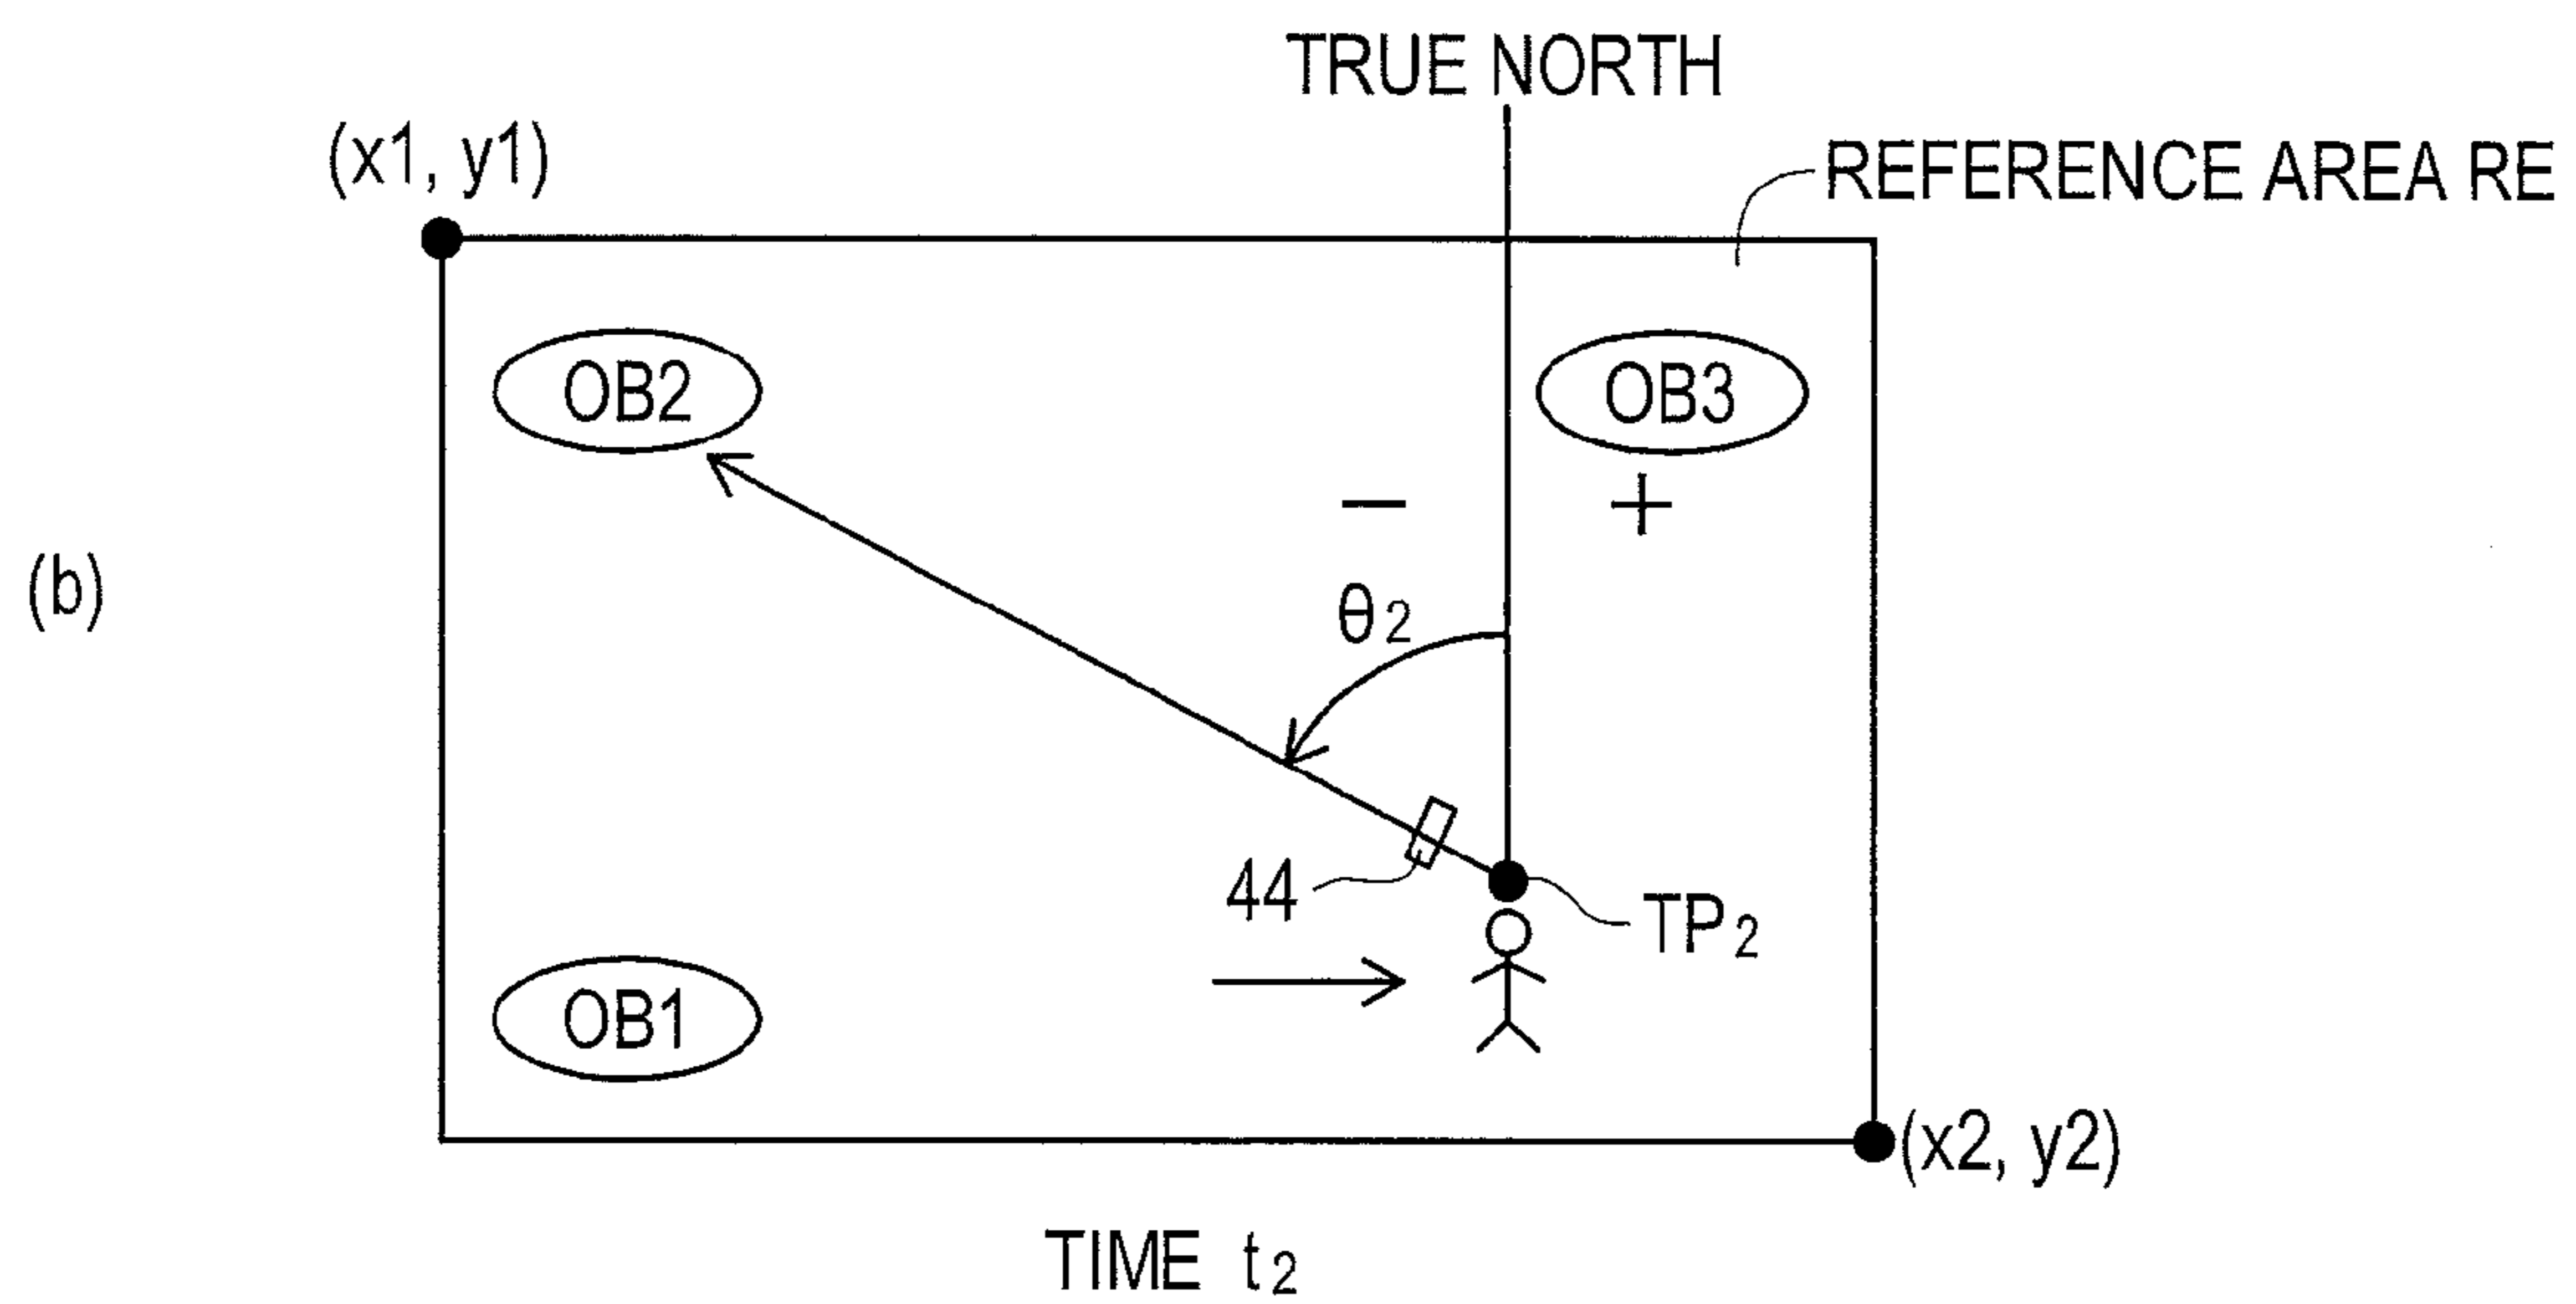 TRUE NORTH
(x1, y1)
REFERENCE AREA RE
OB2
OB3
− +
θ2
(b)
44
TP2
OB1
(x2, y2)
TIME t2